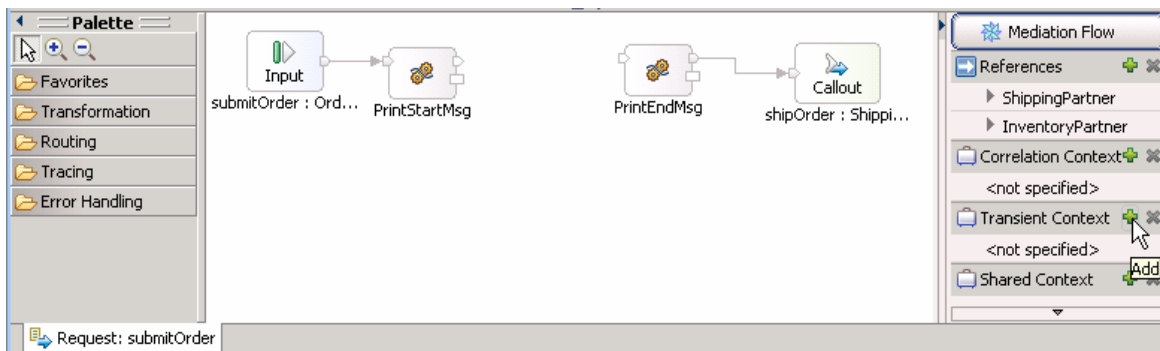 Palette
Favorites
Transformation
Routing
Tracing
Error Handling
Input
submitOrder : Ord...
PrintStartMsg
PrintEndMsg
Callout
shipOrder : Shippi...
Mediation Flow
References
ShippingPartner
InventoryPartner
Correlation Context
<not specified>
Transient Context
<not specified>
Add
Shared Context
Request: submitOrder